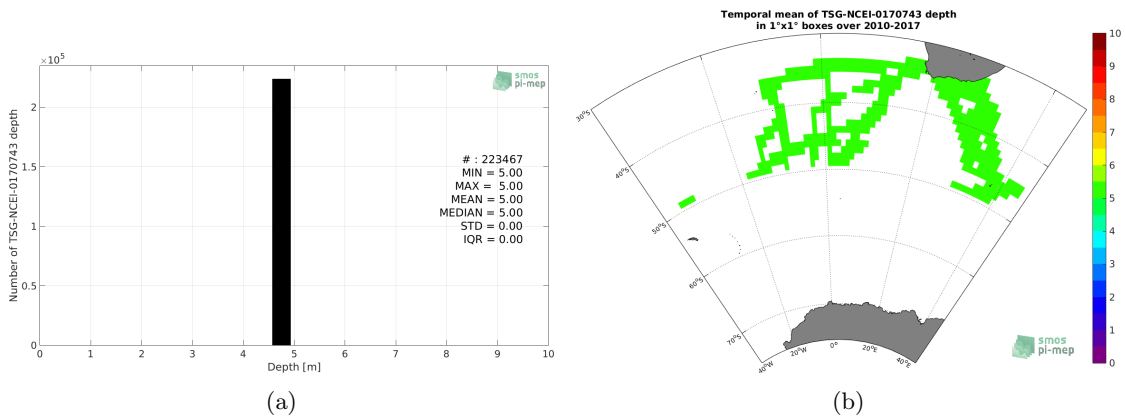 ×10⁵
Number of TSG-NCEI-0170743 depth
2
1.5
1
0.5
0
smos
pi-mep
# : 223467
MIN = 5.00
MAX = 5.00
MEAN = 5.00
MEDIAN = 5.00
STD = 0.00
IQR = 0.00
0 1 2 3 4 5 6 7 8 9 10
Depth [m]
(a)
Temporal mean of TSG-NCEI-0170743 depth
in 1°x1° boxes over 2010-2017
30°S
40°S
50°S
60°S
70°S
40°W 20°W 0° 20°E 40°E
10
9
8
7
6
5
4
3
2
1
0
smos
pi-mep
(b)